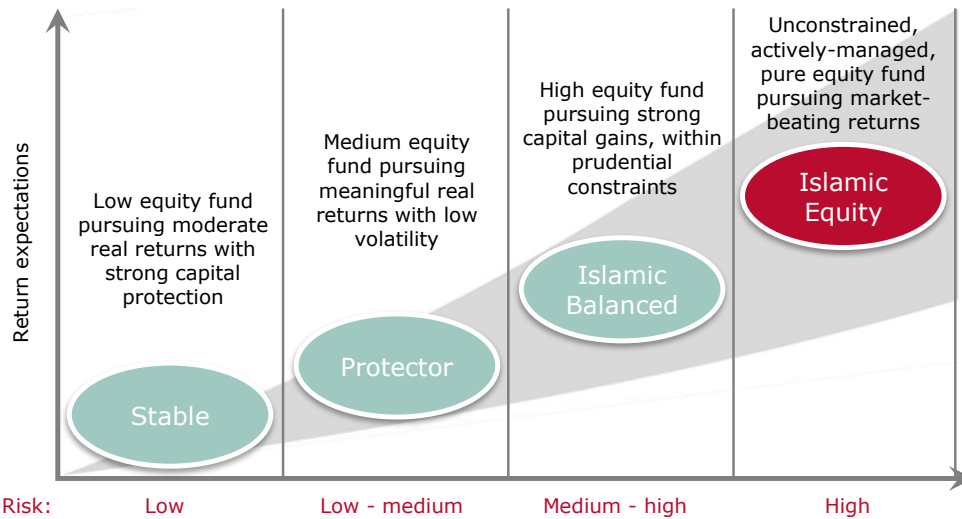 Return expectations
Low equity fund
pursuing moderate
real returns with
strong capital
protection
Stable
Medium equity
fund pursuing
meaningful real
returns with low
volatility
Protector
High equity fund
pursuing strong
capital gains, within
prudential
constraints
Islamic
Balanced
Unconstrained,
actively-managed,
pure equity fund
pursuing market-
beating returns
Islamic
Equity
Risk:
Low
Low - medium
Medium - high
High